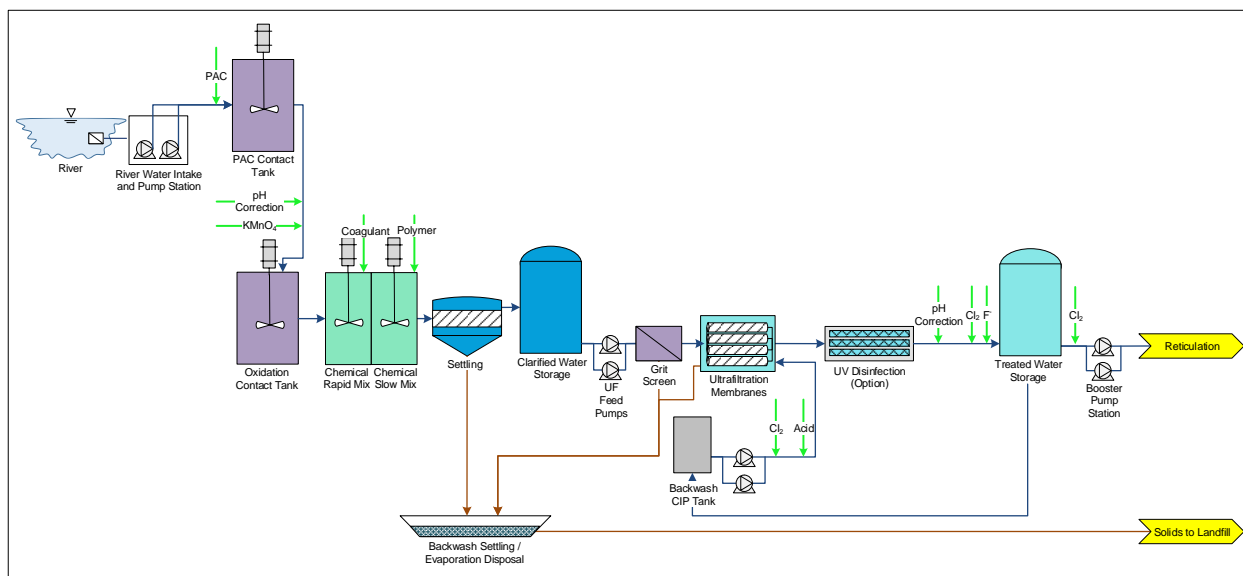 PAC
River
River Water Intake
and Pump Station
PAC Contact
Tank
pH
Correction
KMnO₄
Oxidation
Contact Tank
Coagulant
Polymer
Chemical
Rapid Mix
Chemical
Slow Mix
Settling
Clarified Water
Storage
UF
Feed
Pumps
Grit
Screen
Ultrafiltration
Membranes
UV Disinfection
(Option)
pH
Correction
Cl₂
F⁻
Treated Water
Storage
Cl₂
Booster
Pump
Station
Reticulation
Cl₂
Acid
Backwash
CIP Tank
Backwash Settling /
Evaporation Disposal
Solids to Landfill